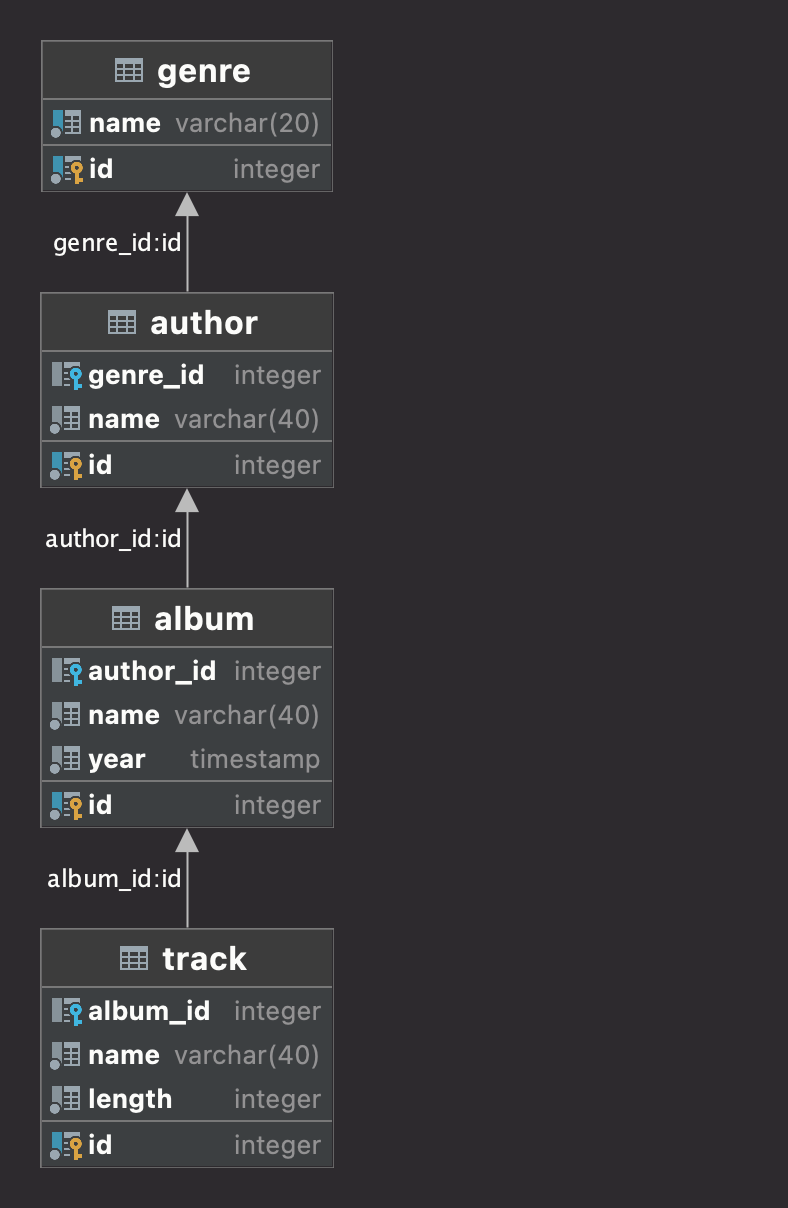 genre
name varchar(20)
id integer
genre_id:id
author
genre_id integer
name varchar(40)
id integer
author_id:id
album
author_id integer
name varchar(40)
year timestamp
id integer
album_id:id
track
album_id integer
name varchar(40)
length integer
id integer